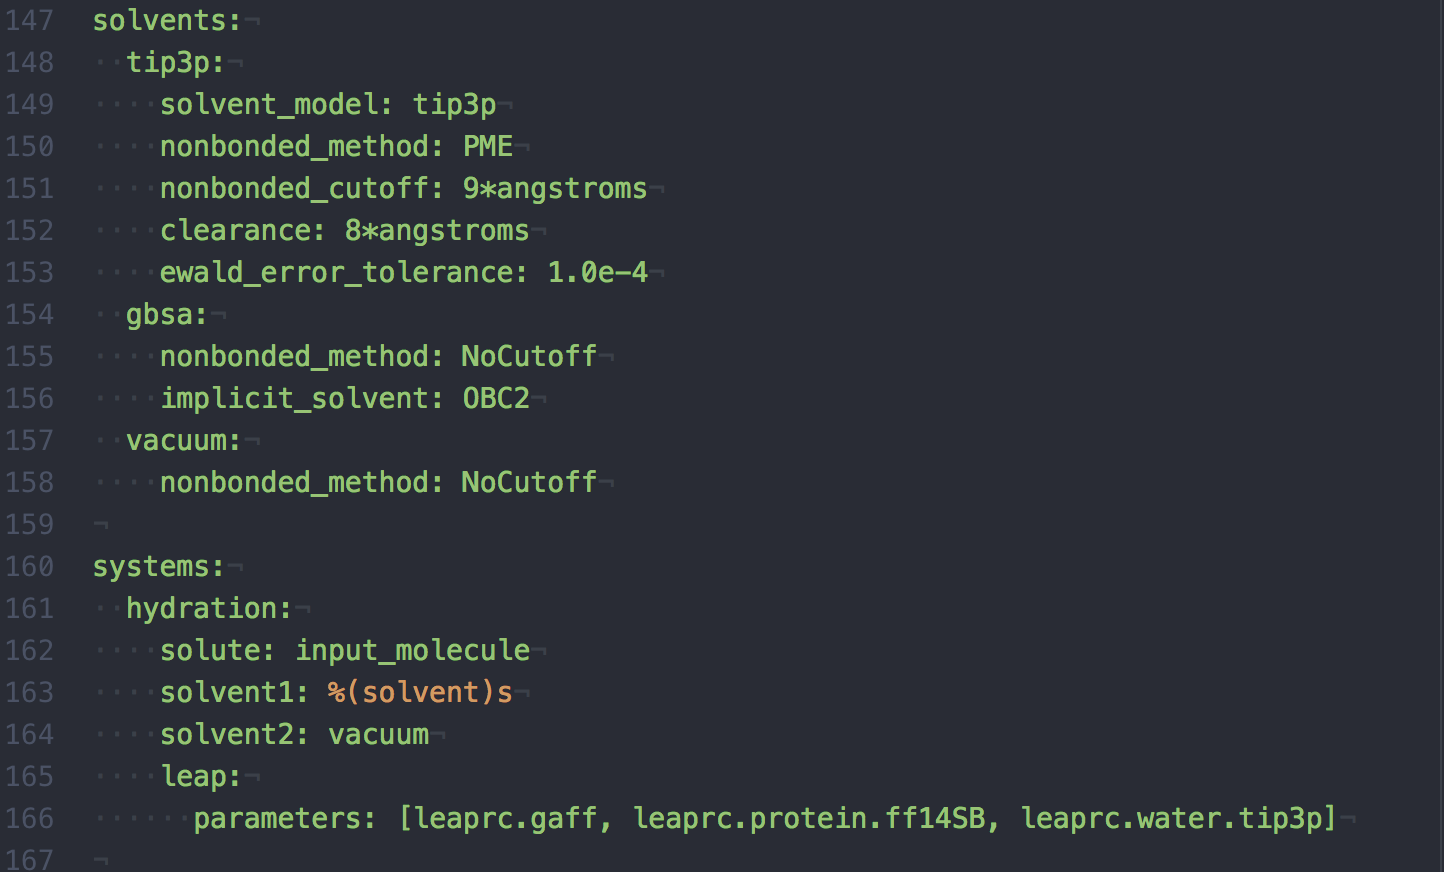 147 solvents:¬
148 ··tip3p:¬
149 ····solvent_model: tip3p¬
150 ····nonbonded_method: PME¬
151 ····nonbonded_cutoff: 9*angstroms¬
152 ····clearance: 8*angstroms¬
153 ····ewald_error_tolerance: 1.0e-4¬
154 ··gbsa:¬
155 ····nonbonded_method: NoCutoff¬
156 ····implicit_solvent: OBC2¬
157 ··vacuum:¬
158 ····nonbonded_method: NoCutoff¬
159 ¬
160 systems:¬
161 ··hydration:¬
162 ····solute: input_molecule¬
163 ····solvent1: %(solvent)s¬
164 ····solvent2: vacuum¬
165 ····leap:¬
166 ······parameters: [leaprc.gaff, leaprc.protein.ff14SB, leaprc.water.tip3p]¬
167 ¬